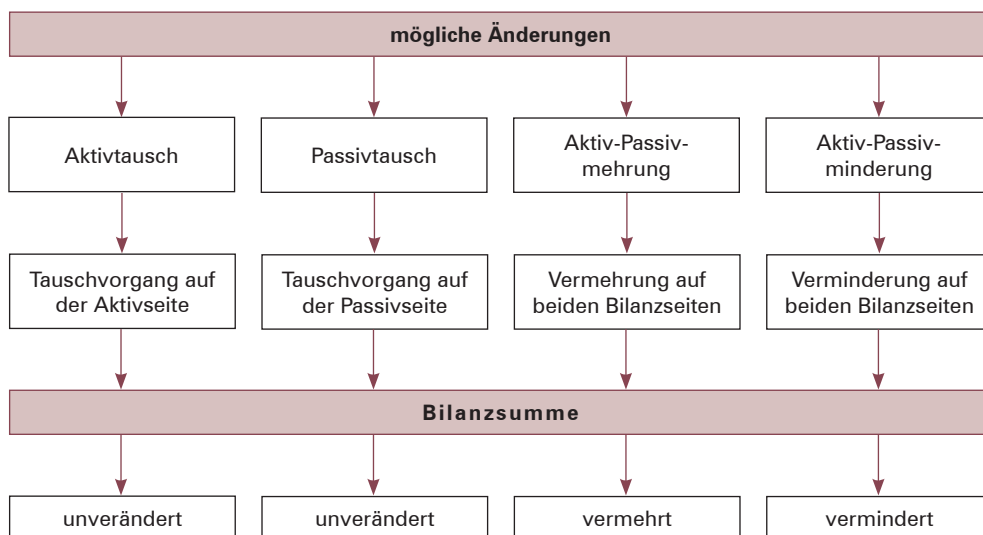 mögliche Änderungen
Aktivtausch
Passivtausch
Aktiv-Passiv-
mehrung
Aktiv-Passiv-
minderung
Tauschvorgang auf
der Aktivseite
Tauschvorgang auf
der Passivseite
Vermehrung auf
beiden Bilanzseiten
Verminderung auf
beiden Bilanzseiten
Bilanzsumme
unverändert
unverändert
vermehrt
vermindert